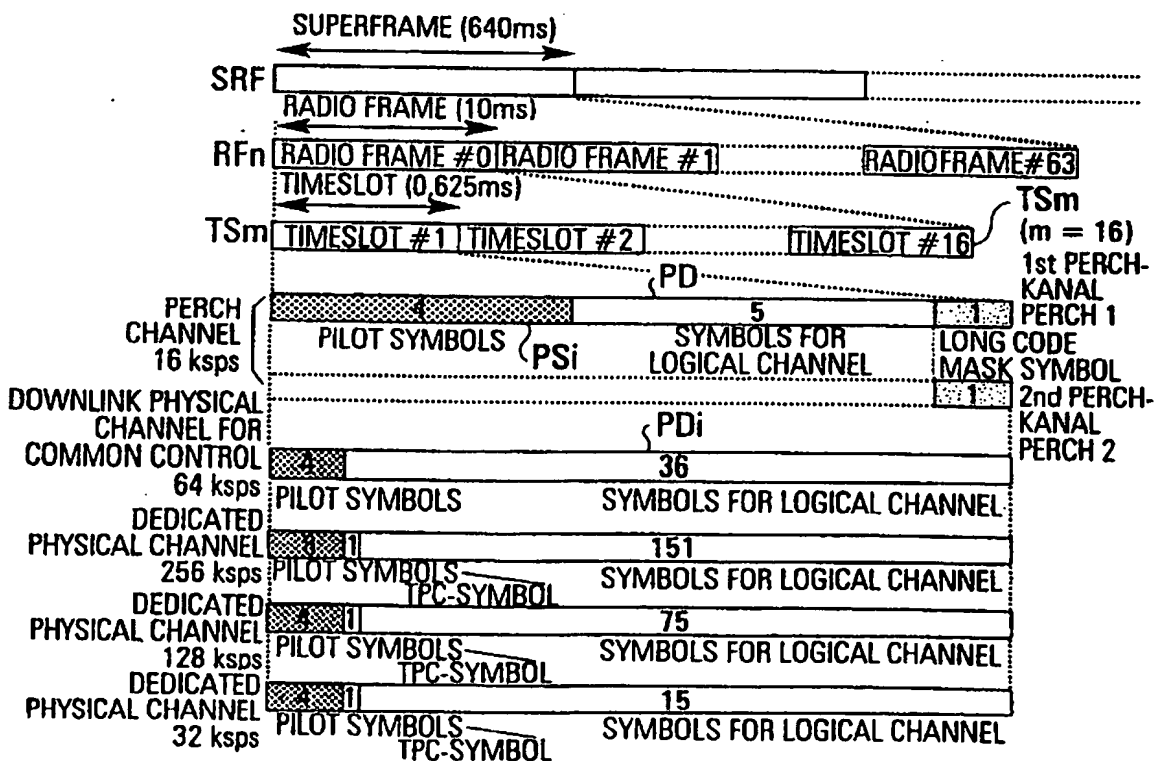 SUPERFRAME (640ms)
SRF
RADIO FRAME (10ms)
RFn
RADIO FRAME #0
RADIO FRAME #1
RADIOFRAME#63
TIMESLOT (0,625ms)
TSm
TIMESLOT #1
TIMESLOT #2
TIMESLOT #16
TSm
(m = 16)
1st PERCH-
KANAL
PERCH 1
PD
PERCH
CHANNEL
16 ksps
4
5
1
PILOT SYMBOLS
PSi
SYMBOLS FOR
LOGICAL CHANNEL
LONG CODE
MASK SYMBOL
1
2nd PERCH-
KANAL
PERCH 2
DOWNLINK PHYSICAL
CHANNEL FOR
COMMON CONTROL
64 ksps
PDi
4
36
PILOT SYMBOLS
SYMBOLS FOR LOGICAL CHANNEL
DEDICATED
PHYSICAL CHANNEL
256 ksps
1
151
PILOT SYMBOLS
TPC-SYMBOL
SYMBOLS FOR LOGICAL CHANNEL
DEDICATED
PHYSICAL CHANNEL
128 ksps
4
1
75
PILOT SYMBOLS
TPC-SYMBOL
SYMBOLS FOR LOGICAL CHANNEL
DEDICATED
PHYSICAL CHANNEL
32 ksps
4
1
15
PILOT SYMBOLS
TPC-SYMBOL
SYMBOLS FOR LOGICAL CHANNEL